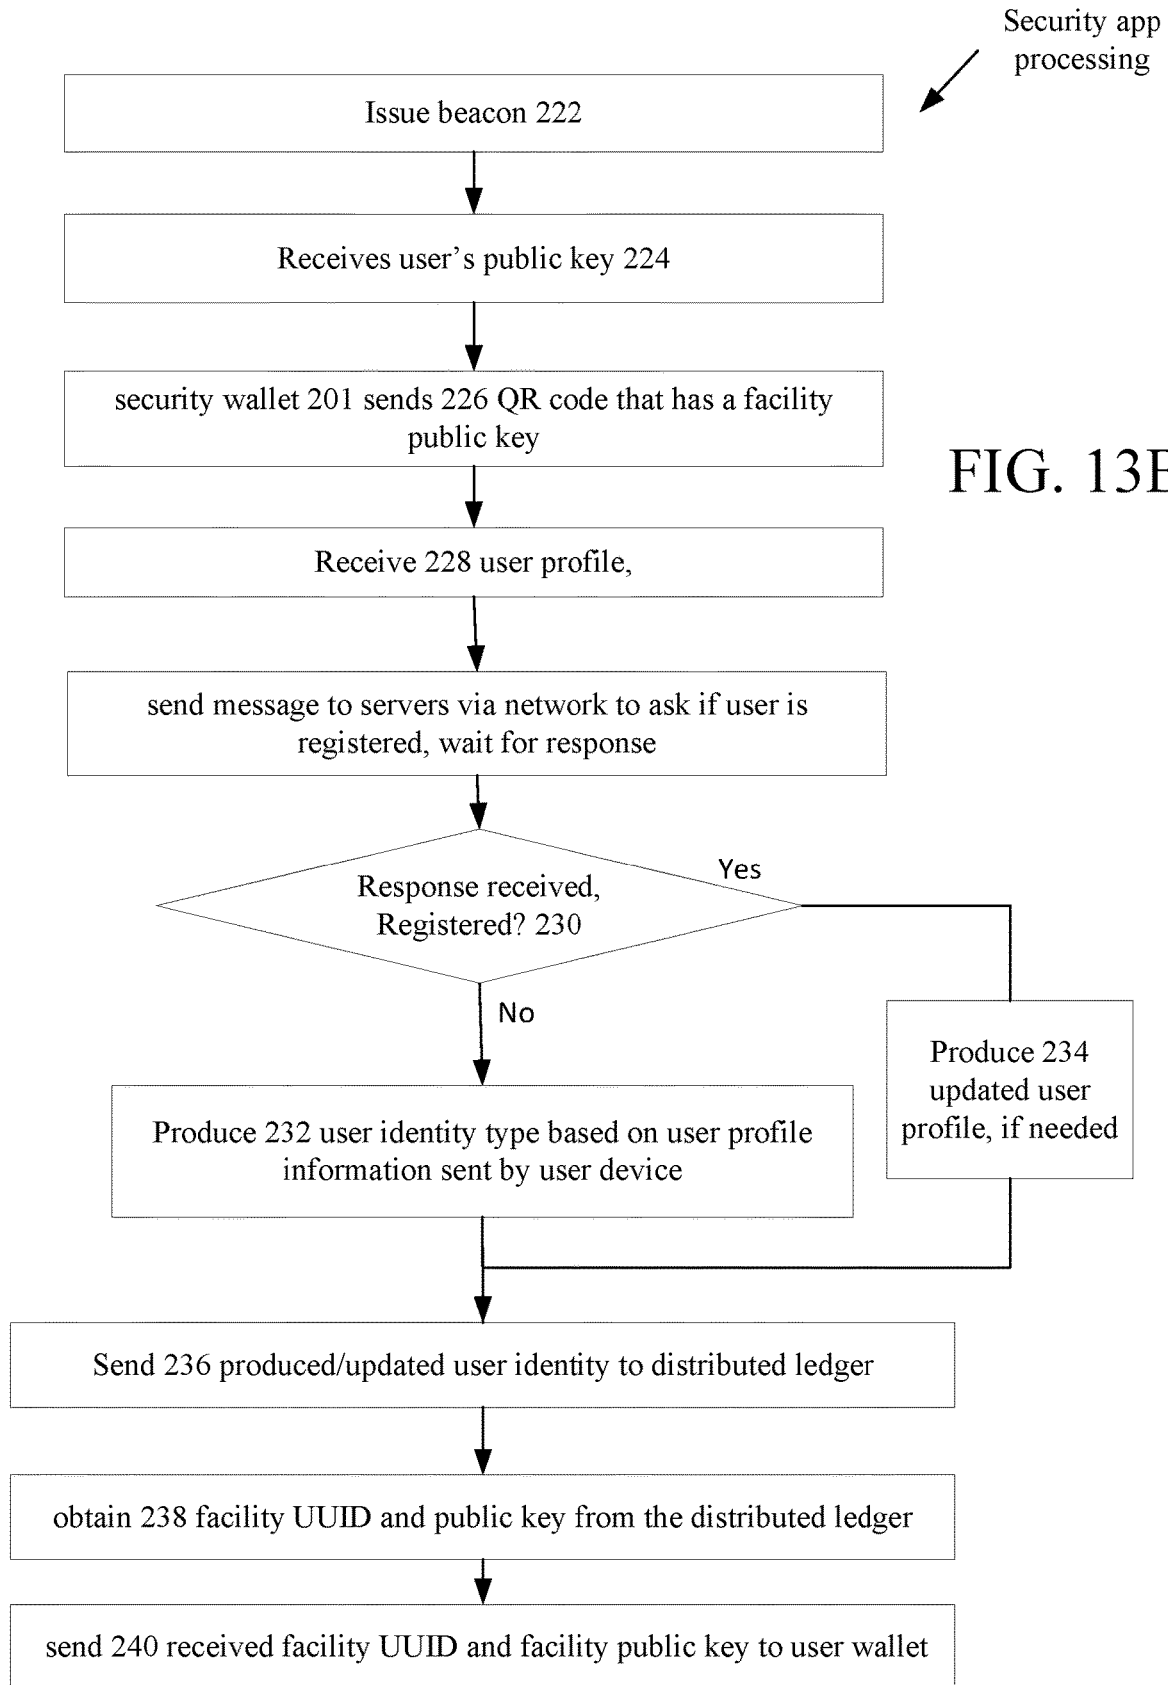 Security app
processing
Issue beacon 222
Receives user’s public key 224
security wallet 201 sends 226 QR code that has a facility
public key
FIG. 13B
Receive 228 user profile,
send message to servers via network to ask if user is
registered, wait for response
Yes
Response received,
Registered? 230
No
Produce 234
updated user
profile, if needed
Produce 232 user identity type based on user profile
information sent by user device
Send 236 produced/updated user identity to distributed ledger
obtain 238 facility UUID and public key from the distributed ledger
send 240 received facility UUID and facility public key to user wallet